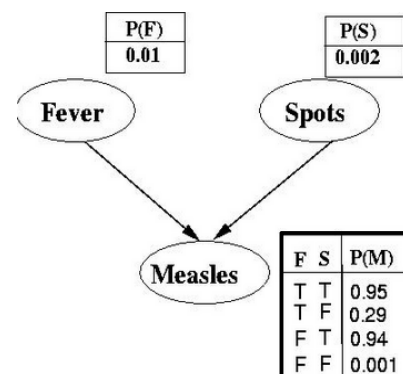 P(F)
0.01
P(S)
0.002
Fever
Spots
Measles
F S P(M)
T T 0.95
T F 0.29
F T 0.94
F F 0.001